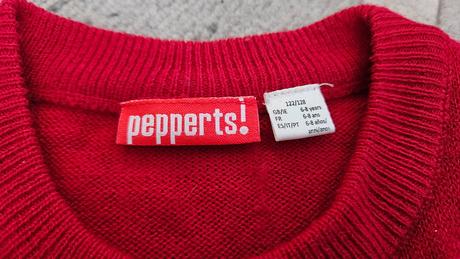 pepperts!
122/128
GB/IE 6-8 years
FR 6-8 ans
ES/IT/PT 6-8 años/
anni/anos